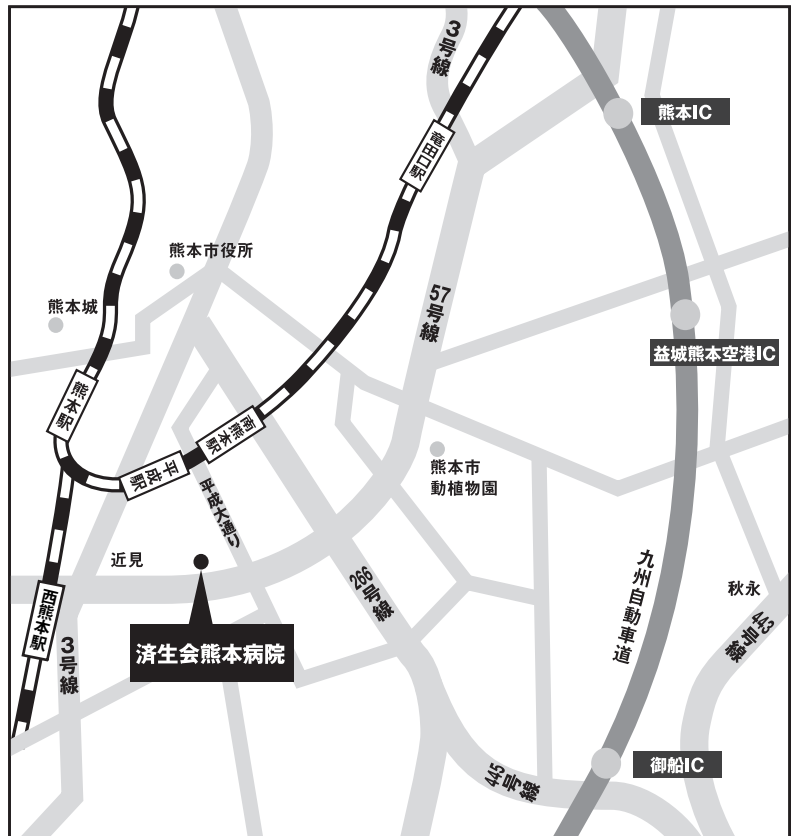 3号線
熊本IC
竜田口駅
熊本市役所
57号線
熊本城
益城熊本空港IC
熊本駅
南熊本駅
平成駅
熊本市
動植物園
平成大通り
近見
九州自動車道
266号線
秋永
西熊本駅
443号線
済生会熊本病院
3号線
445号線
御船IC